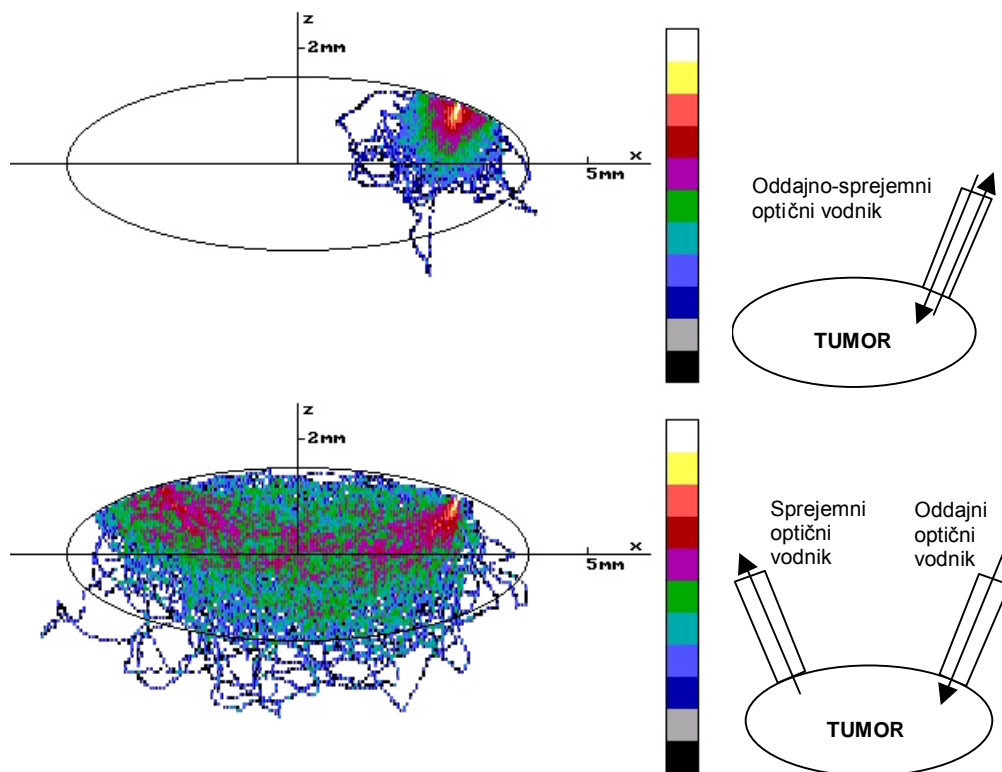 z
2mm
x
5mm
Oddajno-sprejemni
optični vodnik
TUMOR
z
2mm
x
5mm
Sprejemni
optični
vodnik
Oddajni
optični
vodnik
TUMOR